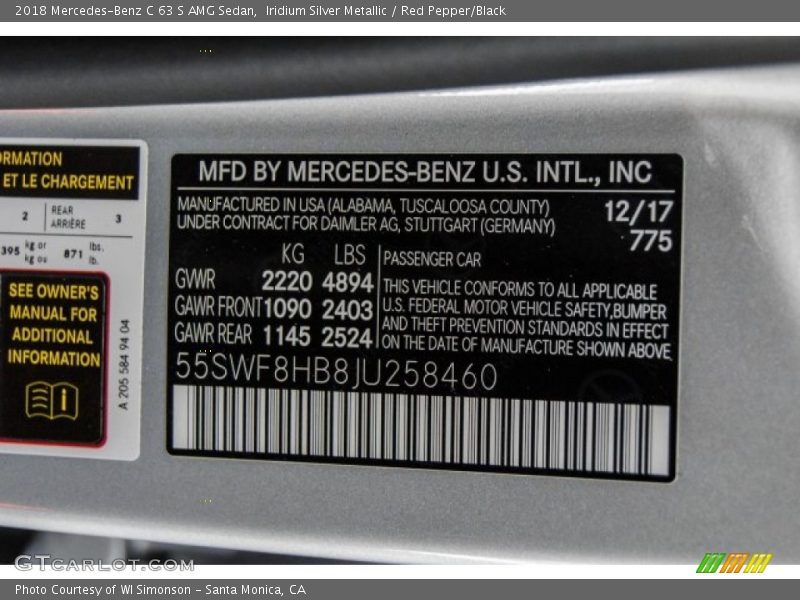 2018 Mercedes-Benz C 63 S AMG Sedan,  Iridium Silver Metallic / Red Pepper/Black
ORMATION
ET LE CHARGEMENT
2 REAR ARRIÈRE 3
395 kg or kg ou 871 lbs. lb.
SEE OWNER'S
MANUAL FOR
ADDITIONAL
INFORMATION
A 205 584 94 04
MFD BY MERCEDES-BENZ U.S. INTL., INC
MANUFACTURED IN USA (ALABAMA, TUSCALOOSA COUNTY)
UNDER CONTRACT FOR DAIMLER AG, STUTTGART (GERMANY)
12/17
775
KG LBS
GWR 2220 4894
GAWR FRONT 1090 2403
GAWR REAR 1145 2524
PASSENGER CAR
THIS VEHICLE CONFORMS TO ALL APPLICABLE
U.S. FEDERAL MOTOR VEHICLE SAFETY,BUMPER
AND THEFT PREVENTION STANDARDS IN EFFECT
ON THE DATE OF MANUFACTURE SHOWN ABOVE.
55SWF8HB8JU258460
GTCARLOT.COM
Photo Courtesy of WI Simonson - Santa Monica, CA